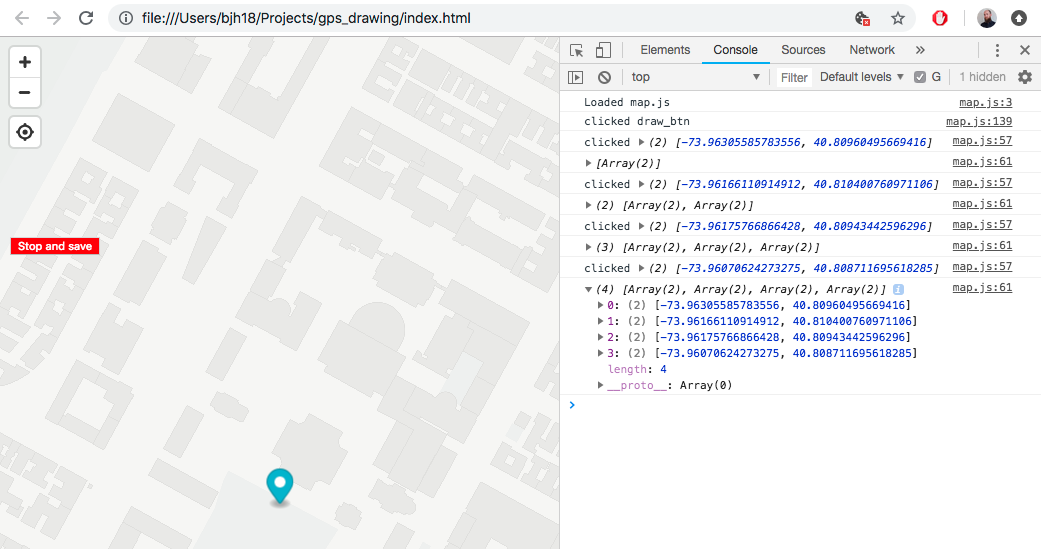 file:///Users/bjh18/Projects/gps_drawing/index.html
Elements Console Sources Network »
top Filter Default levels G 1 hidden
Loaded map.js map.js:3
clicked draw_btn map.js:139
clicked (2) [-73.96305585783556, 40.80960495669416] map.js:57
[Array(2)] map.js:61
clicked (2) [-73.96166110914912, 40.810400760971106] map.js:57
(2) [Array(2), Array(2)] map.js:61
clicked (2) [-73.96175766866428, 40.80943442596296] map.js:57
(3) [Array(2), Array(2), Array(2)] map.js:61
clicked (2) [-73.96070624273275, 40.808711695618285] map.js:57
(4) [Array(2), Array(2), Array(2), Array(2)] i map.js:61
0: (2) [-73.96305585783556, 40.80960495669416]
1: (2) [-73.96166110914912, 40.810400760971106]
2: (2) [-73.96175766866428, 40.80943442596296]
3: (2) [-73.96070624273275, 40.808711695618285]
length: 4
__proto__: Array(0)
Stop and save